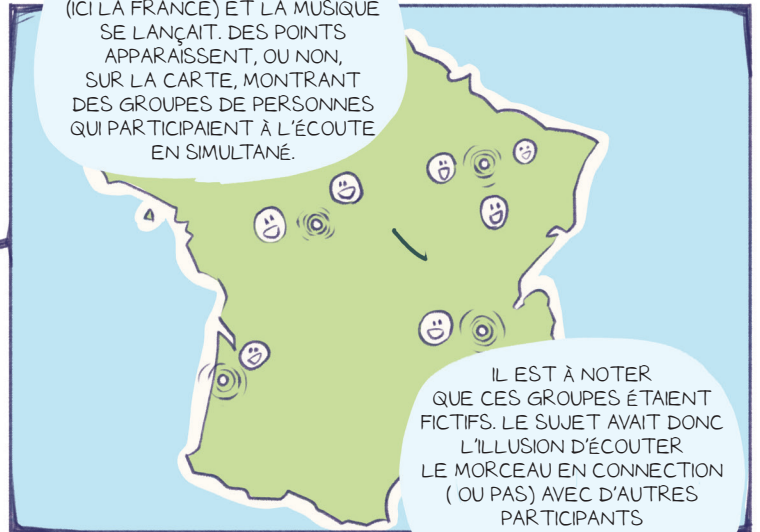 (ICI LA FRANCE) ET LA MUSIQUE
SE LANÇAIT. DES POINTS
APPARAISSENT, OU NON,
SUR LA CARTE, MONTRANT
DES GROUPES DE PERSONNES
QUI PARTICIPAIENT À L'ÉCOUTE
EN SIMULTANÉ.
IL EST À NOTER
QUE CES GROUPES ÉTAIENT
FICTIFS. LE SUJET AVAIT DONC
L'ILLUSION D'ÉCOUTER
LE MORCEAU EN CONNECTION
( OU PAS) AVEC D'AUTRES
PARTICIPANTS